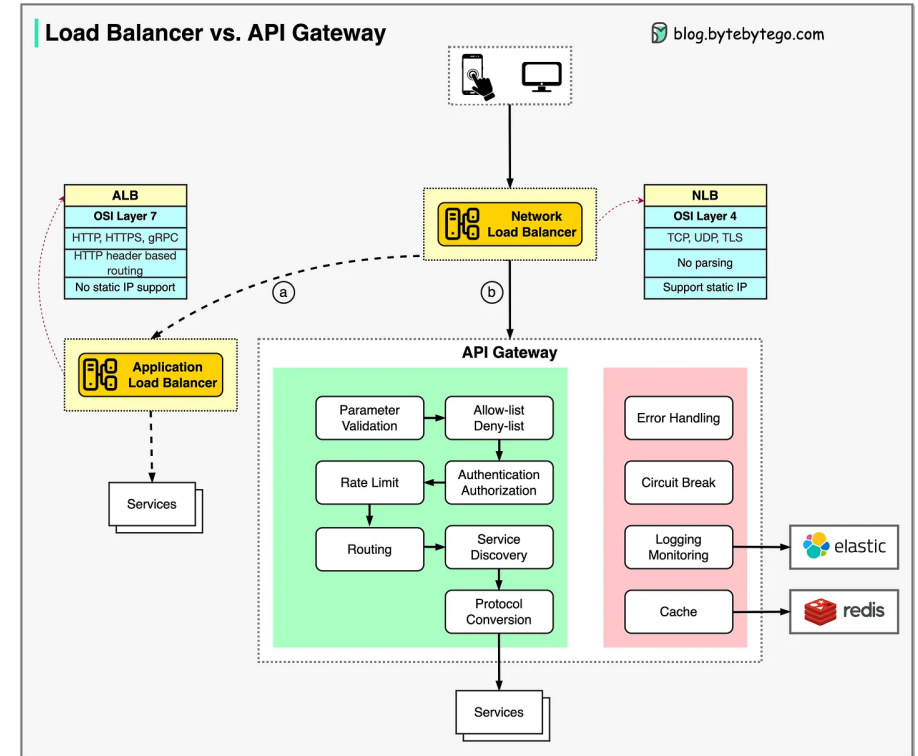 Load Balancer vs. API Gateway
blog.bytebytego.com
ALB
OSI Layer 7
HTTP, HTTPS, gRPC
HTTP header based
routing
No static IP support
Network
Load Balancer
NLB
OSI Layer 4
TCP, UDP, TLS
No parsing
Support static IP
a
b
Application
Load Balancer
Services
API Gateway
Parameter
Validation
Allow-list
Deny-list
Rate Limit
Authentication
Authorization
Routing
Service
Discovery
Protocol
Conversion
Error Handling
Circuit Break
Logging
Monitoring
Cache
elastic
redis
Services